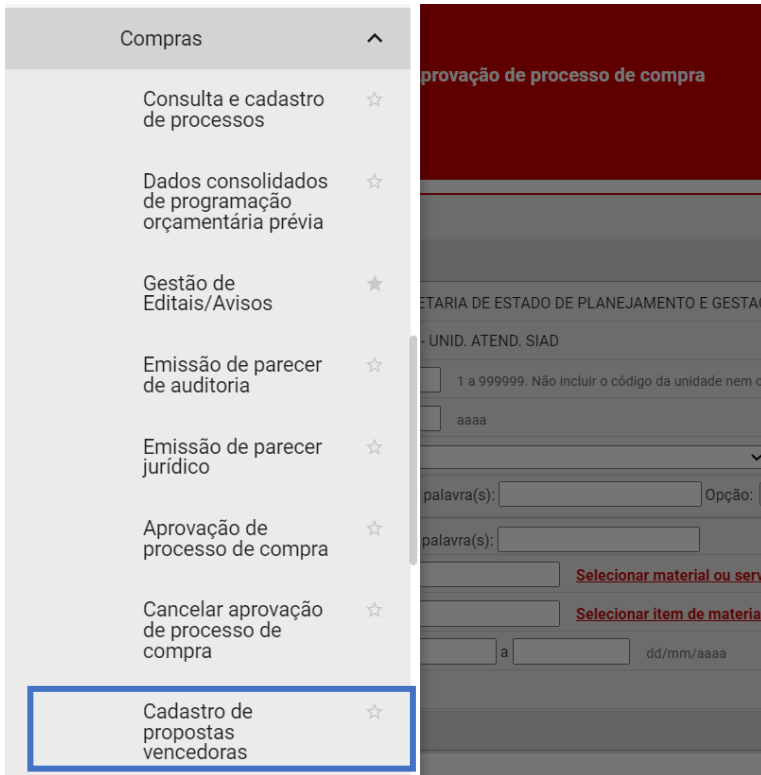 Compras
Consulta e cadastro
de processos
Dados consolidados
de programação
orçamentária prévia
Gestão de
Editais/Avisos
Emissão de parecer
de auditoria
Emissão de parecer
jurídico
Aprovação de
processo de compra
Cancelar aprovação
de processo de
compra
Cadastro de
propostas
vencedoras
provação de processo de compra
ETARIA DE ESTADO DE PLANEJAMENTO E GESTA
- UNID. ATEND. SIAD
1 a 999999. Não incluir o código da unidade nem
aaaa
palavra(s): Opção:
palavra(s):
Selecionar material ou serv
Selecionar item de materia
a dd/mm/aaaa